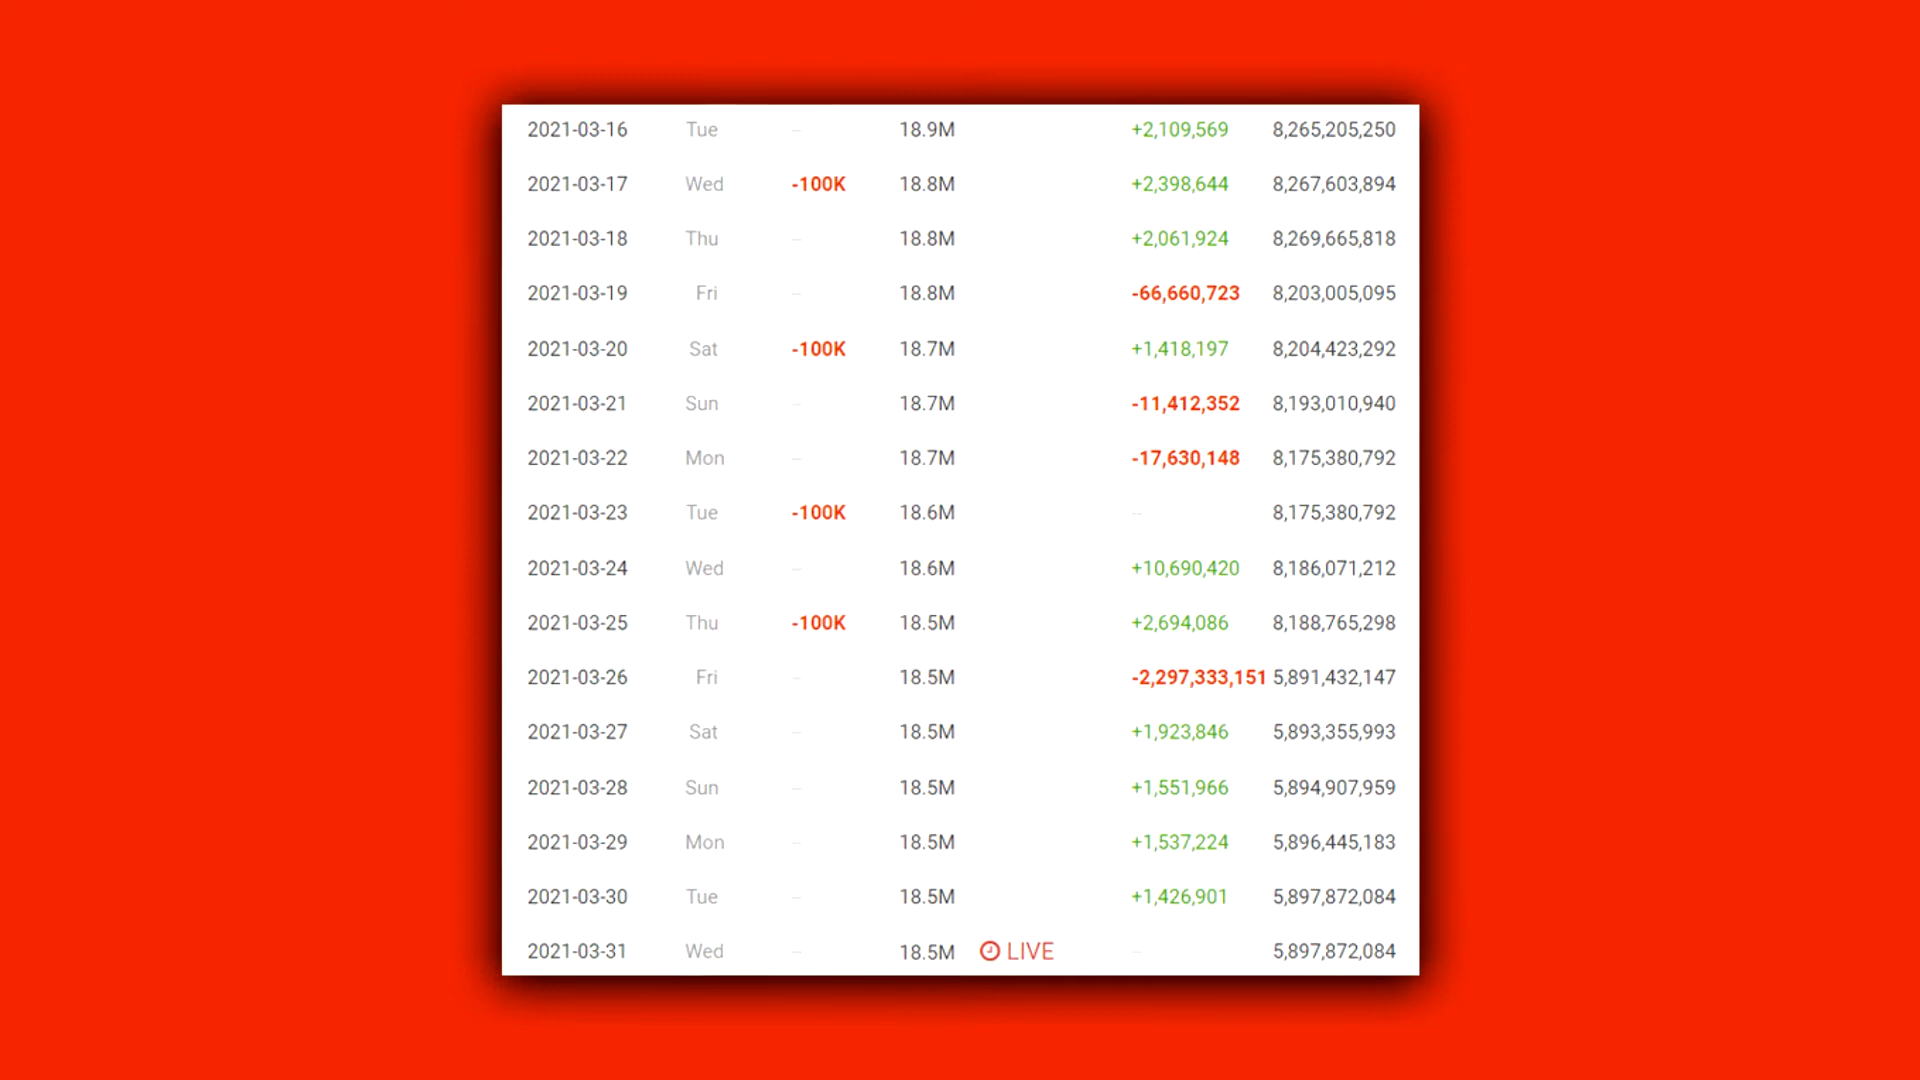 2021-03-16 Tue -- 18.9M +2,109,569 8,265,205,250
2021-03-17 Wed -100K 18.8M +2,398,644 8,267,603,894
2021-03-18 Thu -- 18.8M +2,061,924 8,269,665,818
2021-03-19 Fri -- 18.8M -66,660,723 8,203,005,095
2021-03-20 Sat -100K 18.7M +1,418,197 8,204,423,292
2021-03-21 Sun -- 18.7M -11,412,352 8,193,010,940
2021-03-22 Mon -- 18.7M -17,630,148 8,175,380,792
2021-03-23 Tue -100K 18.6M -- 8,175,380,792
2021-03-24 Wed -- 18.6M +10,690,420 8,186,071,212
2021-03-25 Thu -100K 18.5M +2,694,086 8,188,765,298
2021-03-26 Fri -- 18.5M -2,297,333,151 5,891,432,147
2021-03-27 Sat -- 18.5M +1,923,846 5,893,355,993
2021-03-28 Sun -- 18.5M +1,551,966 5,894,907,959
2021-03-29 Mon -- 18.5M +1,537,224 5,896,445,183
2021-03-30 Tue -- 18.5M +1,426,901 5,897,872,084
2021-03-31 Wed -- 18.5M LIVE -- 5,897,872,084